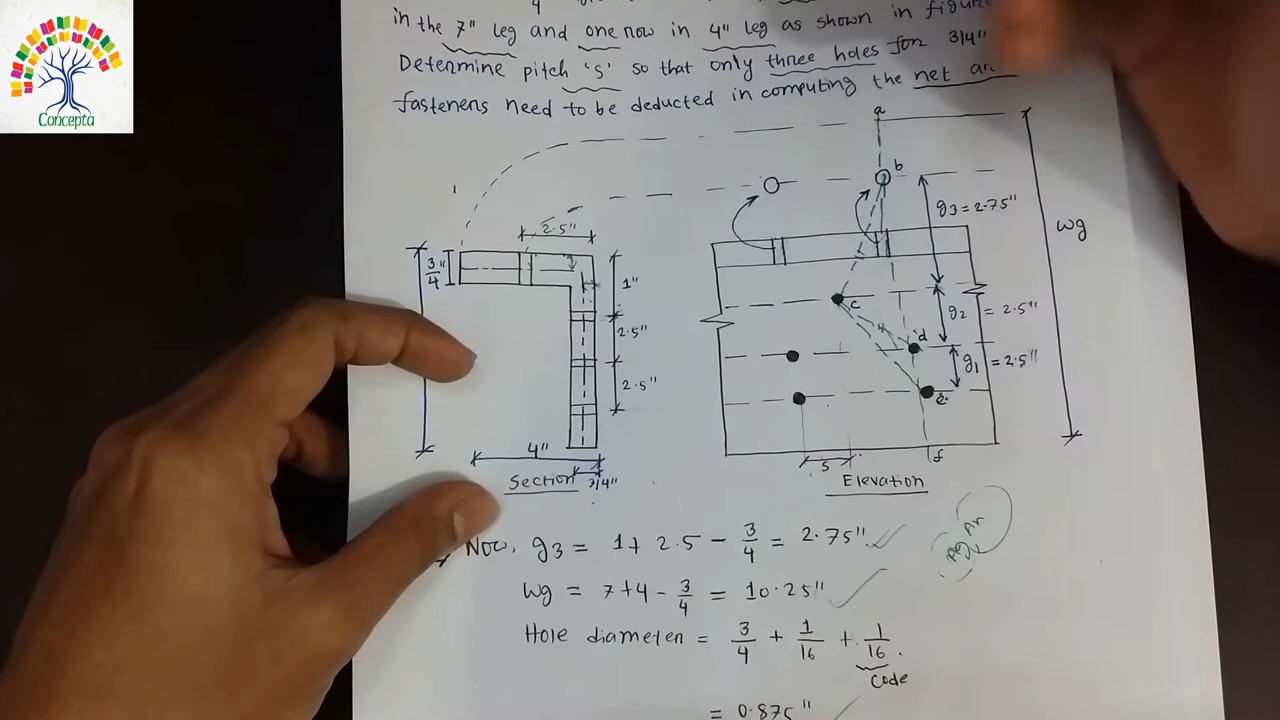 4
in the 7" leg and one now in 4" leg as shown in figure
Determine pitch 's' so that only three holes for 3/4"
fasteners need to be deducted in computing the net
Concepta
a
b
g3 = 2.75"
wg
2.5"
3/4"
1"
2.5"
2.5"
c
g2 = 2.5"
d
g1 = 2.5"
e
4"
3/4"
s
f
Section
Elevation
Now, g3 = 1 + 2.5 - 3/4 = 2.75"
wg = 7+4 - 3/4 = 10.25"
Ag An
Hole diameter = 3/4 + 1/16 + 1/16.
Code
= 0.875"